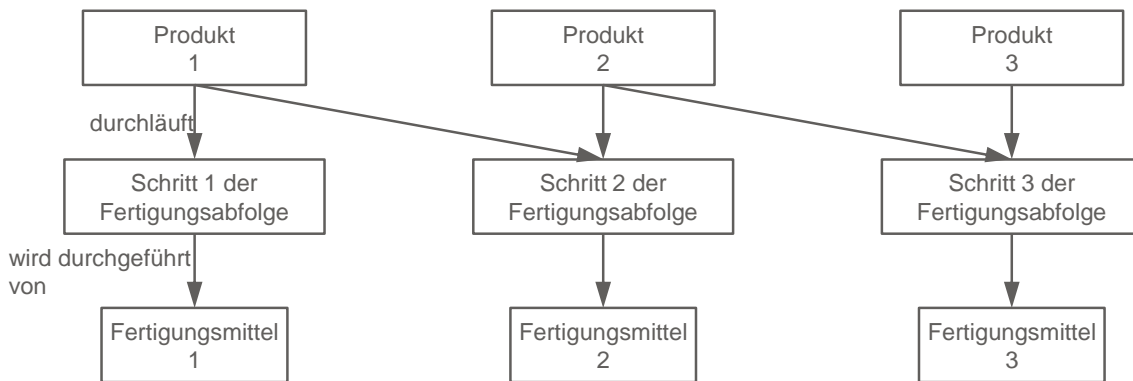 Produkt
1
Produkt
2
Produkt
3
durchläuft
Schritt 1 der
Fertigungsabfolge
Schritt 2 der
Fertigungsabfolge
Schritt 3 der
Fertigungsabfolge
wird durchgeführt
von
Fertigungsmittel
1
Fertigungsmittel
2
Fertigungsmittel
3